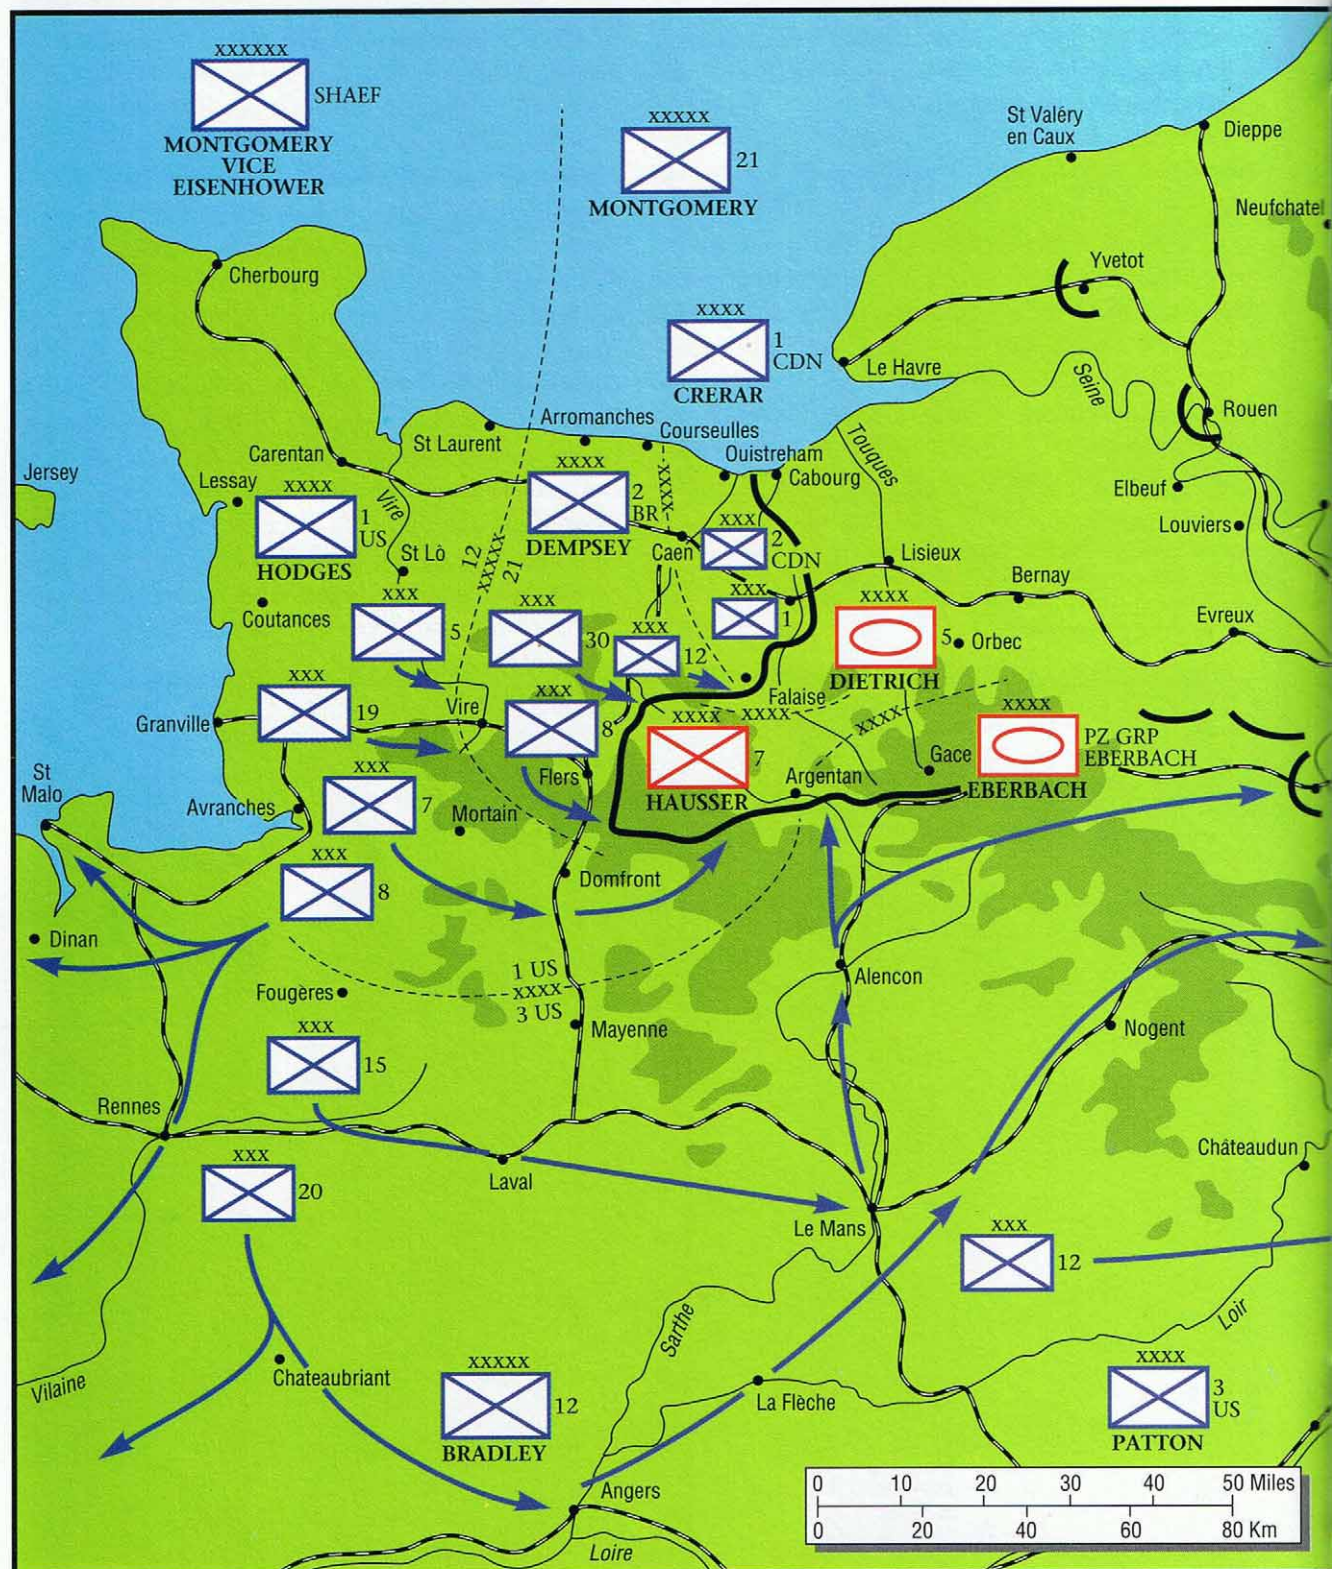 XXXXXX
SHAEF
MONTGOMERY
VICE
EISENHOWER
XXXXX
21
MONTGOMERY
St Valéry
en Caux
Dieppe
Neufchatel
Cherbourg
Yvetot
XXXX
1
CDN
CRERAR
Le Havre
Seine
Rouen
Arromanches
St Laurent
Courseulles
Touques
Ouistreham
Cabourg
Carentan
Jersey
Lessay
XXXX
1
US
HODGES
Vire
XXXX
2
BR
DEMPSEY
XXXX
Elbeuf
Louviers
Caen
XXX
2
CDN
12
XXXXX
21
St Lò
Lisieux
Bernay
Coutances
XXX
5
XXX
30
XXX
12
XXX
1
XXXX
5
DIETRICH
Orbec
Evreux
Falaise
Granville
XXX
19
Vire
XXX
8
XXXX
7
HAUSSER
XXXX
XXXX
XXXX
PZ GRP
EBERBACH
EBERBACH
Gace
Argentan
Flers
St
Malo
Avranches
XXX
7
Mortain
XXX
8
Domfront
Dinan
1 US
XXXX
3 US
Alencon
Fougères
Mayenne
Nogent
XXX
15
Rennes
Laval
Châteaudun
XXX
20
Le Mans
XXX
12
Sarthe
Loir
Vilaine
Chateaubriant
XXXXX
12
BRADLEY
La Flèche
XXXX
3
US
PATTON
Angers
Loire
0 10 20 30 40 50 Miles
0 20 40 60 80 Km